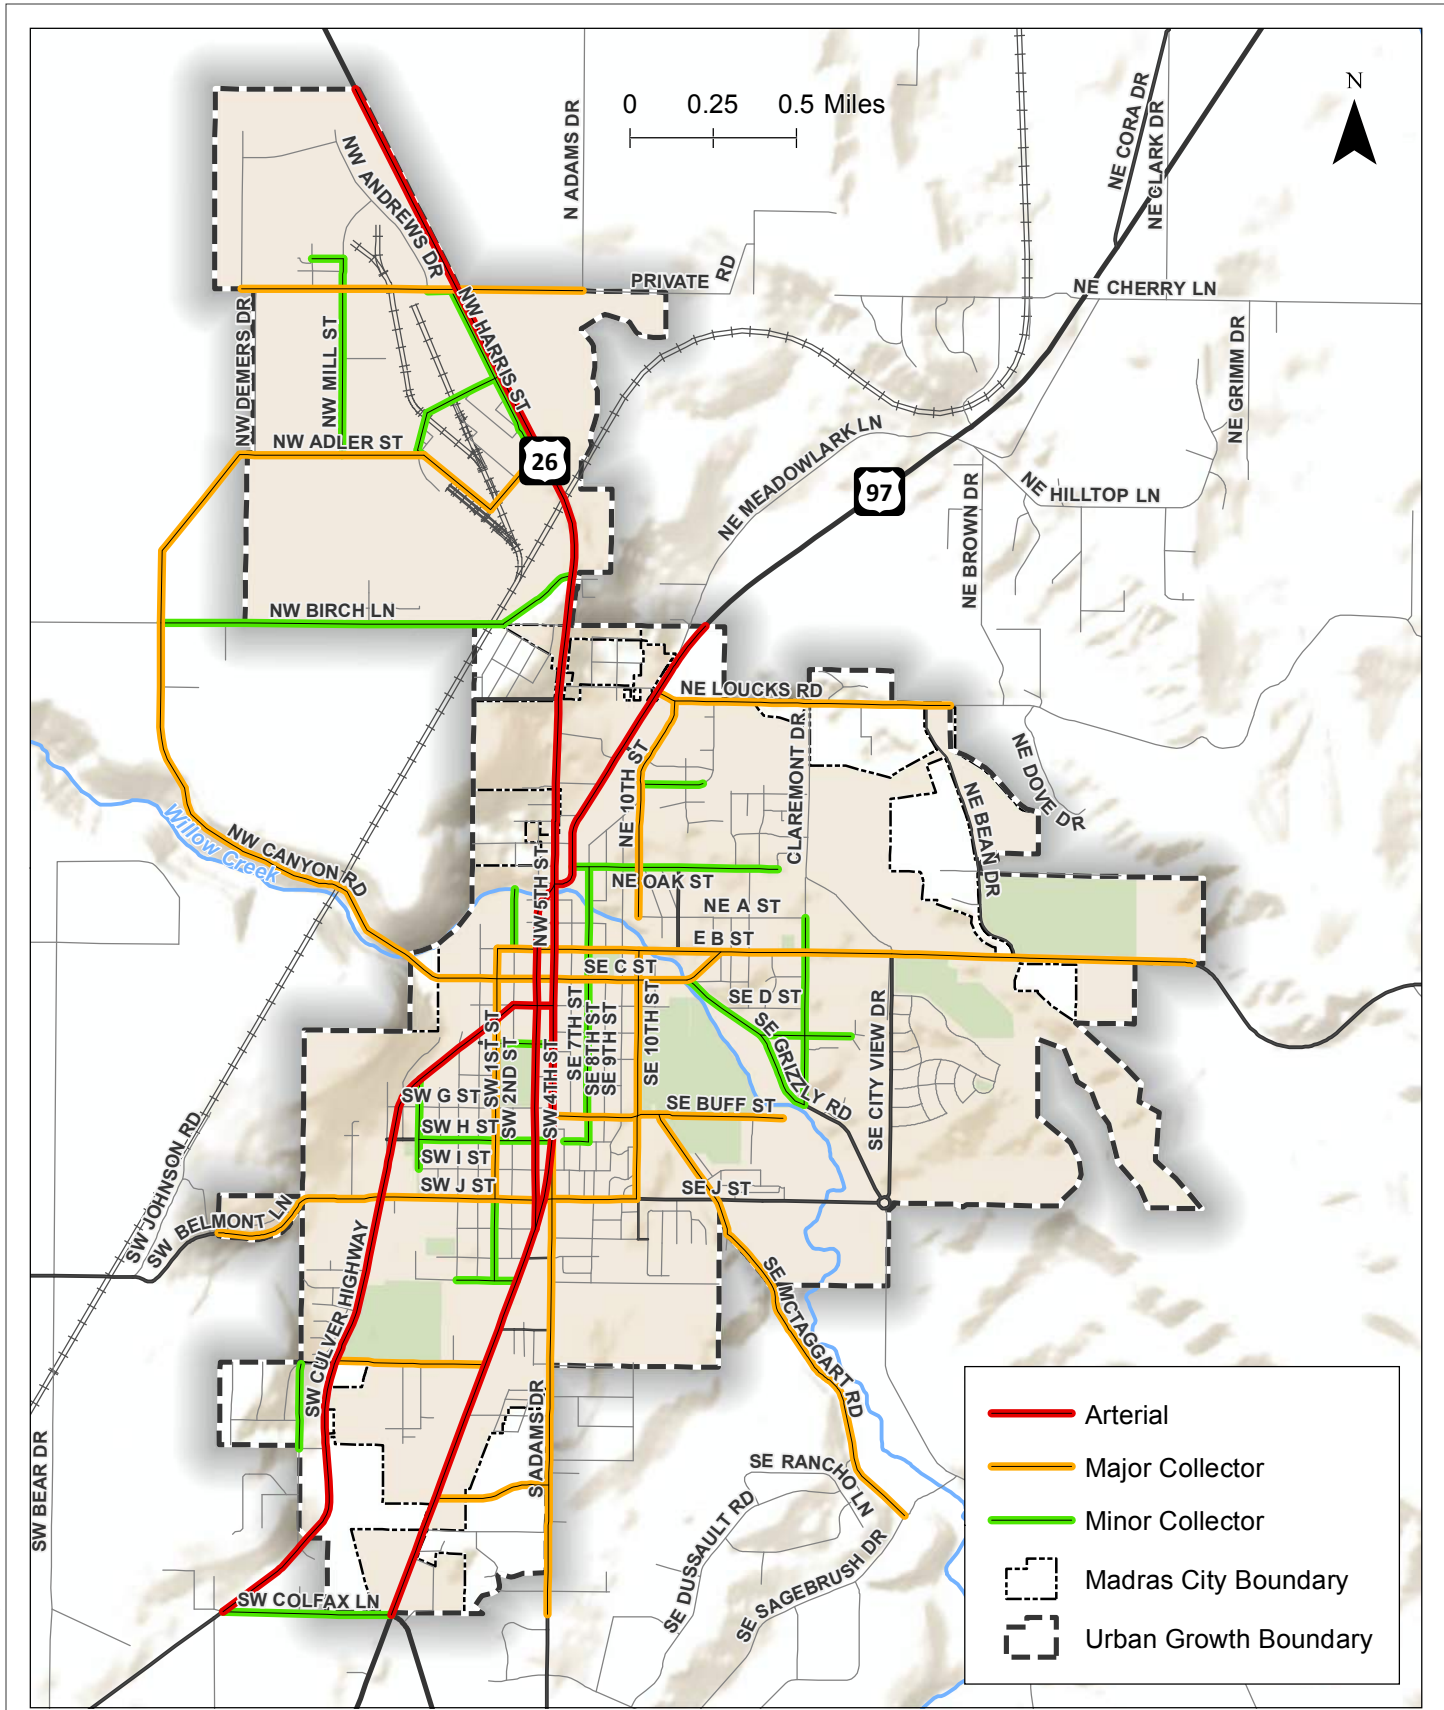 N
0 0.25 0.5 Miles
NE CORA DR
NE CLARK DR
N ADAMS DR
NW ANDREWS DR
PRIVATE RD
NE CHERRY LN
NW HARRIS ST
NW DEMERS DR
NW MILL ST
NE GRIMM DR
NW ADLER ST
26
97
NE MEADOWLARK LN
NE HILLTOP LN
NE BROWN DR
NW BIRCH LN
NE LOUCKS RD
CLAREMONT DR
NE DOVE DR
NE 10TH ST
NE BEAN DR
Willow Creek
NW CANYON RD
NW 5TH ST
NE OAK ST
NE A ST
E B ST
SE C ST
SE D ST
SE 7TH ST
SE 8TH ST
SE 9TH ST
SE 10TH ST
SE GRIZZLY RD
SE CITY VIEW DR
SW 1ST ST
SW 2ND ST
SW 4TH ST
SW G ST
SE BUFF ST
SW H ST
SW I ST
SW J ST
SE J ST
SW JOHNSON RD
SW BELMONT LN
SW CULVER HIGHWAY
SE MCTAGGART RD
S ADAMS DR
SW BEAR DR
SE RANCHO LN
SE DUSSAULT RD
SE SAGEBRUSH DR
SW COLFAX LN
Arterial
Major Collector
Minor Collector
Madras City Boundary
Urban Growth Boundary